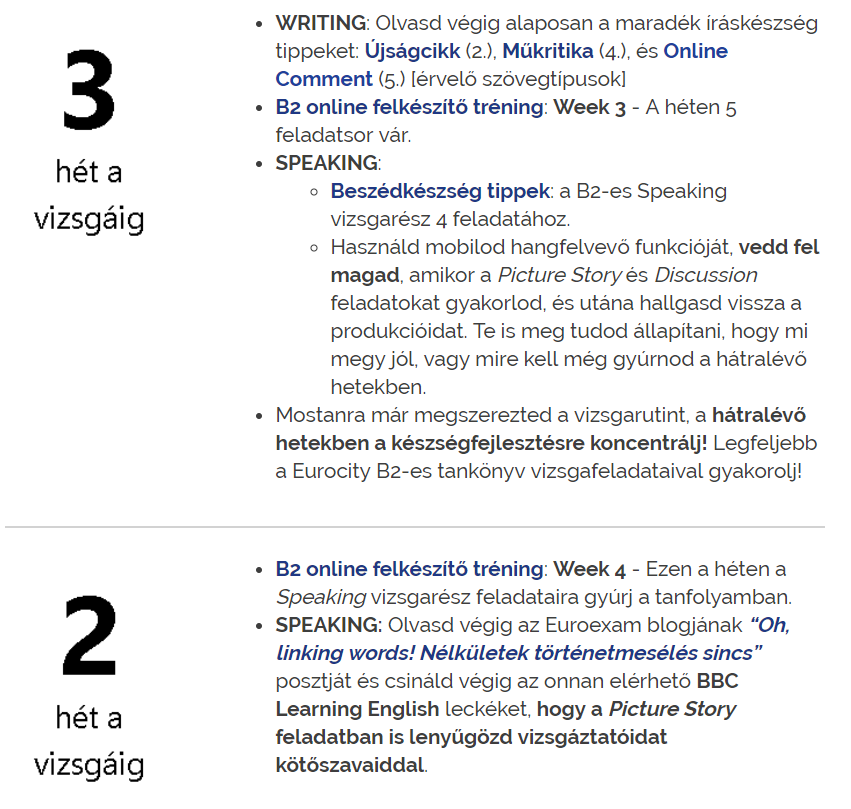 3
hét a
vizsgáig
• WRITING: Olvasd végig alaposan a maradék íráskészség
tippeket: Újságcikk (2.), Műkritika (4.), és Online
Comment (5.) [érvelő szövegtípusok]
• B2 online felkészítő tréning: Week 3 - A héten 5
feladatsor vár.
• SPEAKING:
◦ Beszédkészség tippek: a B2-es Speaking
vizsgarész 4 feladatához.
◦ Használd mobilod hangfelvevő funkcióját, vedd fel
magad, amikor a Picture Story és Discussion
feladatokat gyakorlod, és utána hallgasd vissza a
produkcióidat. Te is meg tudod állapítani, hogy mi
megy jól, vagy mire kell még gyúrnod a hátralévő
hetekben.
• Mostanra már megszerezted a vizsgarutint, a hátralévő
hetekben a készségfejlesztésre koncentrálj! Legfeljebb
a Eurocity B2-es tankönyv vizsgafeladataival gyakorolj!
2
hét a
vizsgáig
• B2 online felkészítő tréning: Week 4 - Ezen a héten a
Speaking vizsgarész feladataira gyúrj a tanfolyamban.
• SPEAKING: Olvasd végig az Euroexam blogjának “Oh,
linking words! Nélkületek történetmesélés sincs”
posztját és csináld végig az onnan elérhető BBC
Learning English leckéket, hogy a Picture Story
feladatban is lenyűgözd vizsgáztatóidat
kötőszavaiddal.